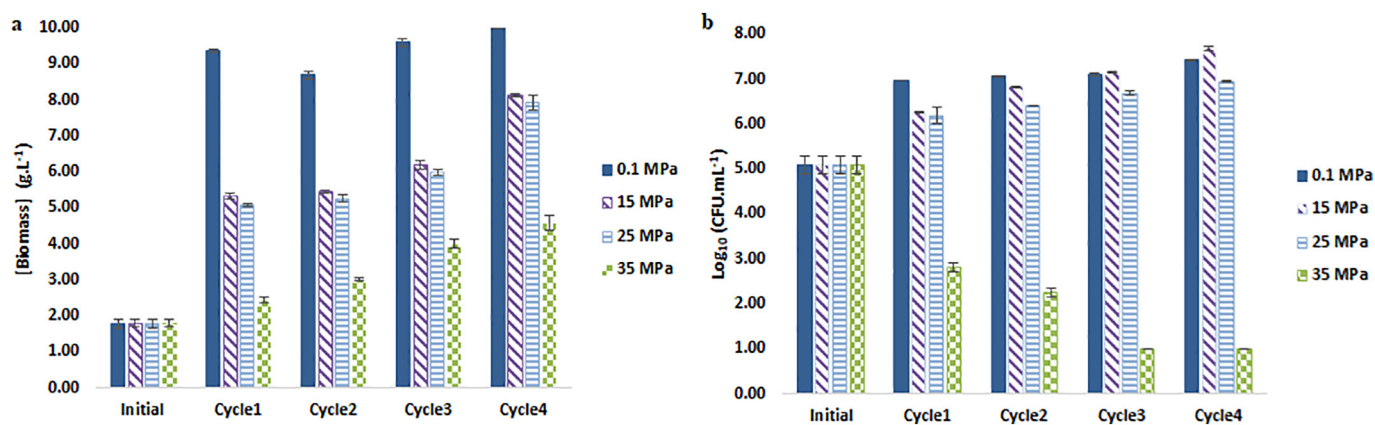 a
[Biomass] (g.L⁻¹)
10.00
9.00
8.00
7.00
6.00
5.00
4.00
3.00
2.00
1.00
0.00
Initial Cycle1 Cycle2 Cycle3 Cycle4
0.1 MPa
15 MPa
25 MPa
35 MPa
b
Log₁₀ (CFU.mL⁻¹)
8.00
7.00
6.00
5.00
4.00
3.00
2.00
1.00
0.00
Initial Cycle1 Cycle2 Cycle3 Cycle4
0.1 MPa
15 MPa
25 MPa
35 MPa